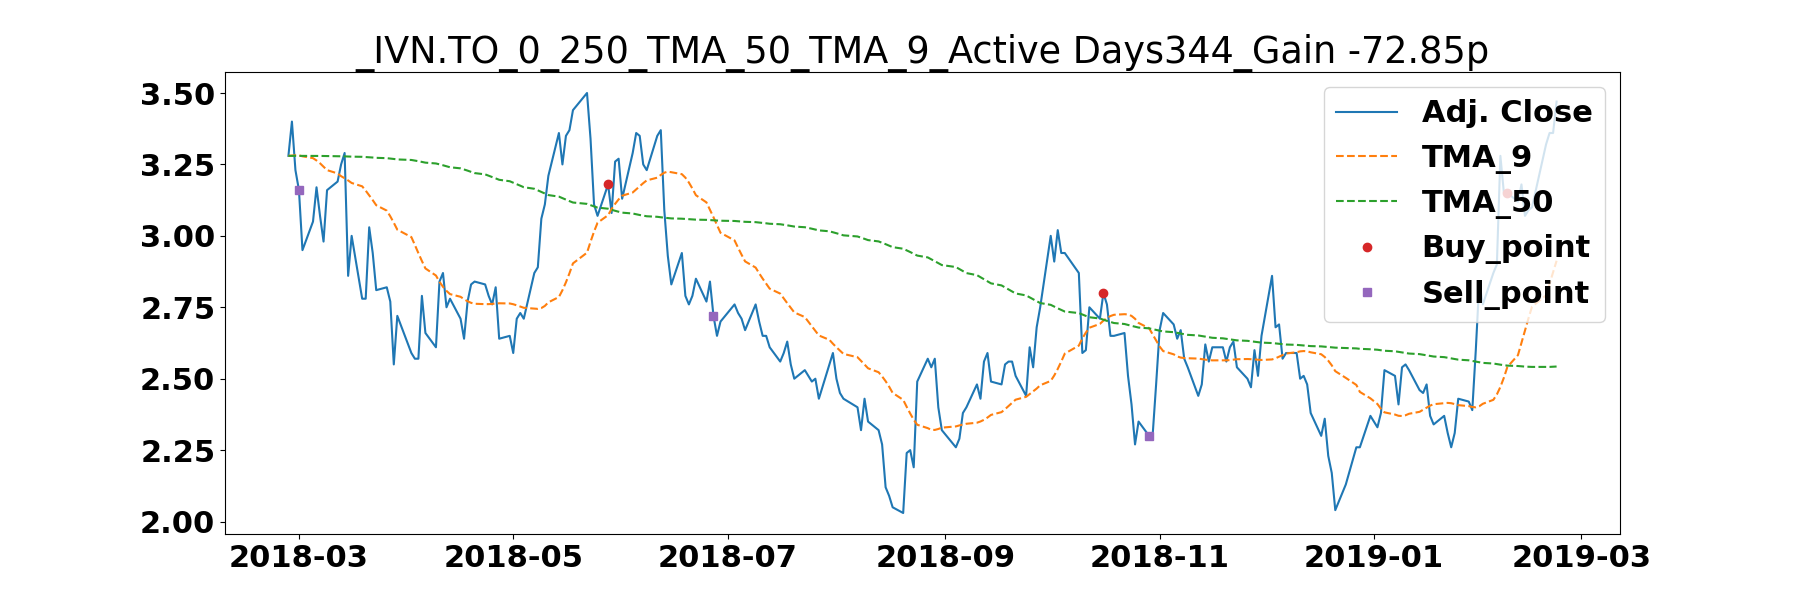 _IVN.TO_0_250_TMA_50_TMA_9_Active Days344_Gain -72.85p
3.50
3.25
3.00
2.75
2.50
2.25
2.00
2018-03 2018-05 2018-07 2018-09 2018-11 2019-01 2019-03
Adj. Close
TMA_9
TMA_50
Buy_point
Sell_point